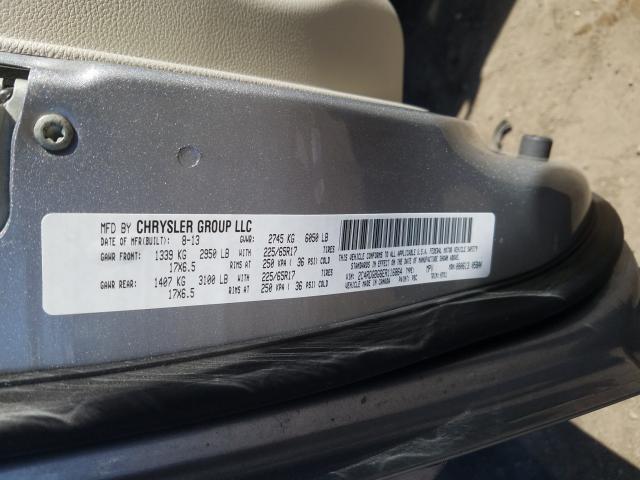 MFD BY CHRYSLER GROUP LLC
DATE OF MFR(BUILT): 8-13 GVWR: 2745 KG 6050 LB
GAWR FRONT: 1339 KG 2950 LB WITH 225/65R17 TIRES
17X6.5 RIMS AT 250 KPA ( 36 PSI) COLD
GAWR REAR: 1407 KG 3100 LB WITH 225/65R17 TIRES
17X6.5 RIMS AT 250 KPA ( 36 PSI) COLD
THIS VEHICLE CONFORMS TO ALL APPLICABLE U.S.A. FEDERAL MOTOR VEHICLE SAFETY
STANDARDS IN EFFECT ON THE DATE OF MANUFACTURE SHOWN ABOVE.
VIN: TYPE: MPV
VEHICLE MADE IN CANADA PAINT: